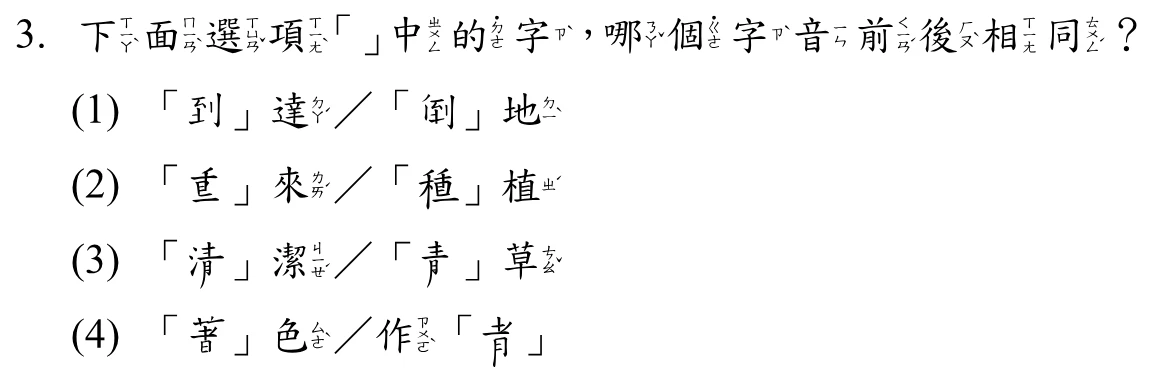 3. 下面選項「 」中的字,哪個字音前後相同?
(1) 「到」達/「倒」地
(2) 「重」來/「種」植
(3) 「清」潔/「青」草
(4) 「著」色/作「者」